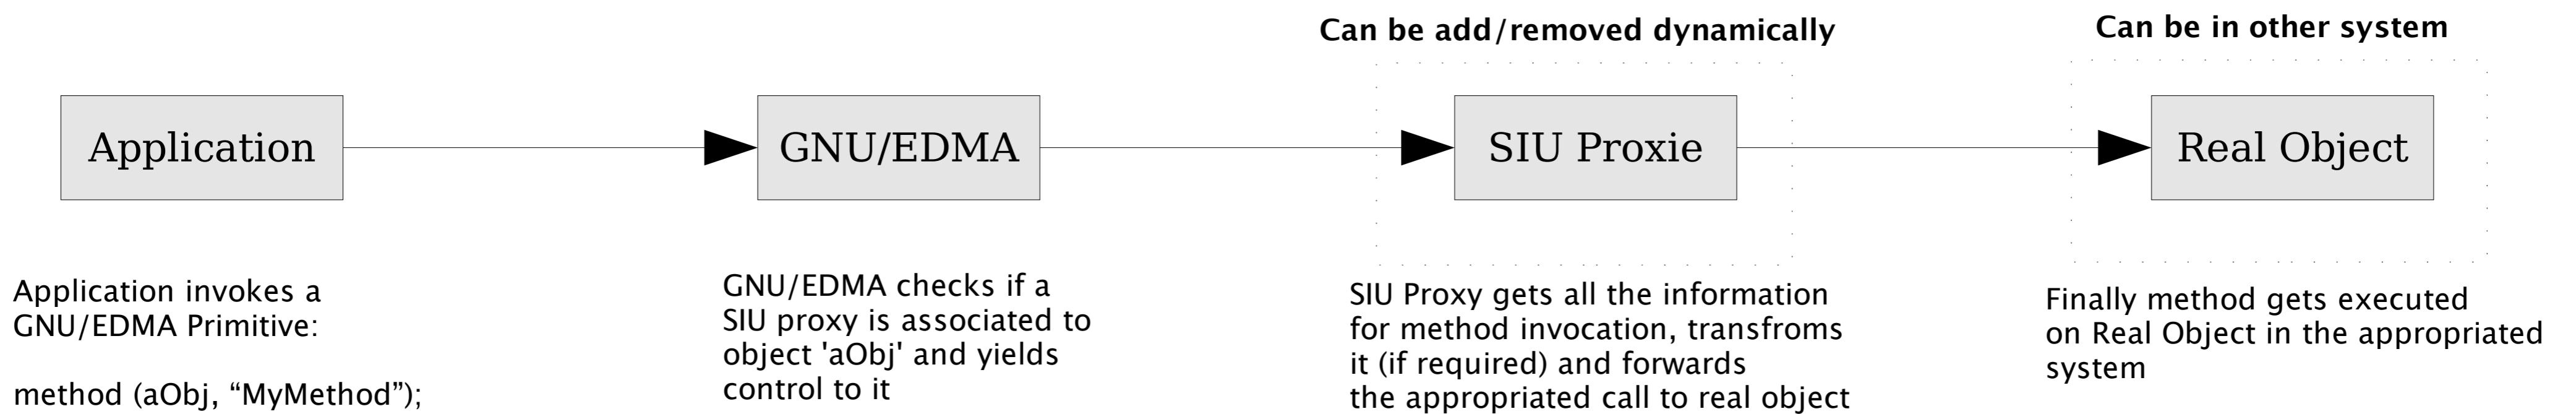 Can be add/removed dynamically
Can be in other system
Application
GNU/EDMA
SIU Proxie
Real Object
Application invokes a
GNU/EDMA Primitive:
method (aObj, “MyMethod”);
GNU/EDMA checks if a
SIU proxy is associated to
object 'aObj' and yields
control to it
SIU Proxy gets all the information
for method invocation, transfroms
it (if required) and forwards
the appropriated call to real object
Finally method gets executed
on Real Object in the appropriated
system